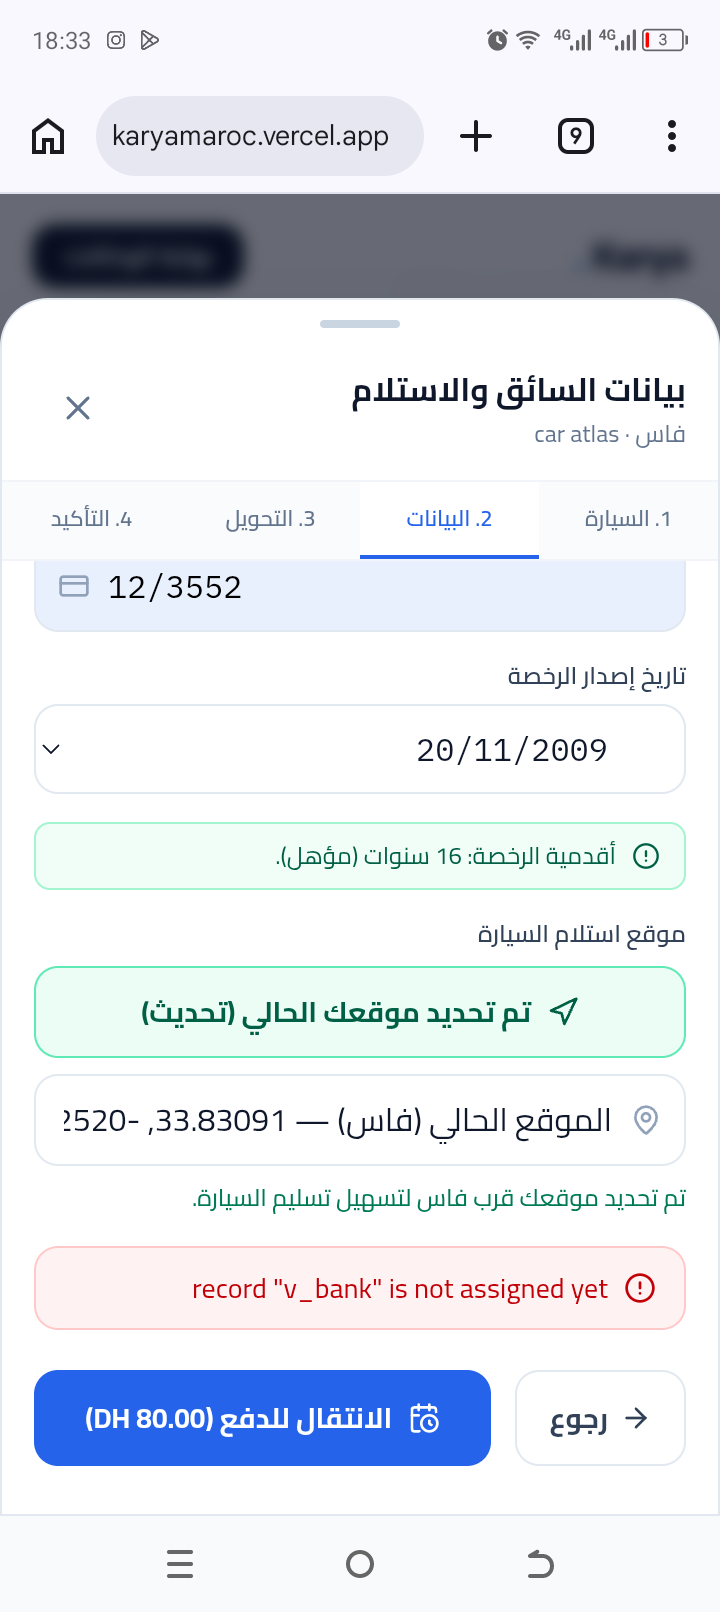 18:33
4G 4G 3
karyamaroc.vercel.app
9
بيانات السائق والاستلام
فاس · car atlas
1. السيارة
2. البيانات
3. التحويل
4. التأكيد
12/3552
تاريخ إصدار الرخصة
20/11/2009
أقدمية الرخصة: 16 سنوات (مؤهل).
موقع استلام السيارة
تم تحديد موقعك الحالي (تحديث)
الموقع الحالي (فاس) — 33.83091, -2520
تم تحديد موقعك قرب فاس لتسهيل تسليم السيارة.
record "v_bank" is not assigned yet
رجوع
الانتقال للدفع (80.00 DH)